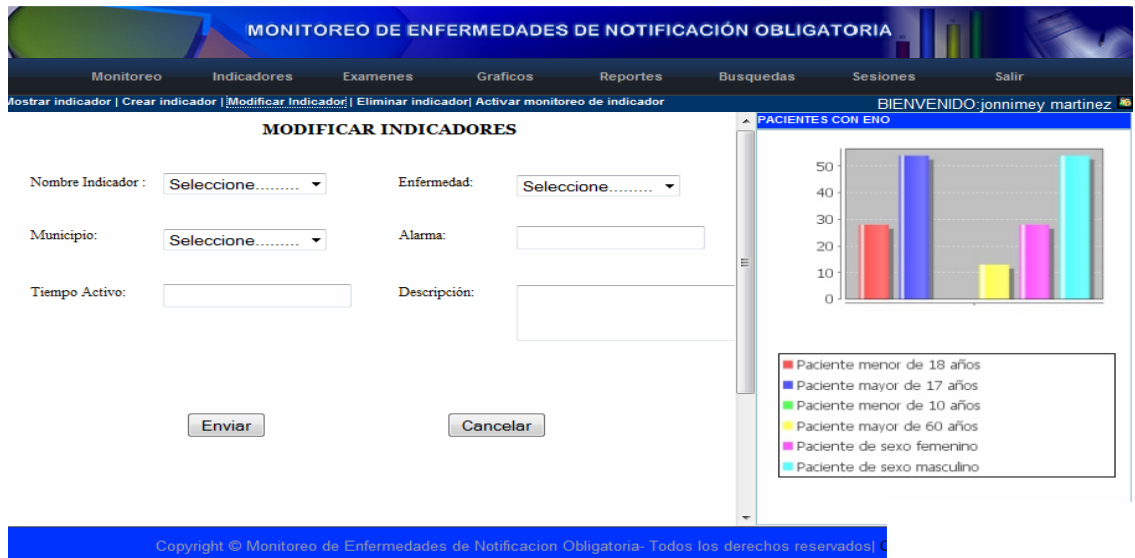 MONITOREO DE ENFERMEDADES DE NOTIFICACIÓN OBLIGATORIA
Monitoreo Indicadores Examenes Graficos Reportes Busquedas Sesiones Salir
Mostrar indicador | Crear indicador | Modificar Indicador | Eliminar indicador| Activar monitoreo de indicador
BIENVENIDO:jonnimey martinez
MODIFICAR INDICADORES
Nombre Indicador : Seleccione......... Enfermedad: Seleccione.........
Municipio: Seleccione......... Alarma:
Tiempo Activo: Descripción:
Enviar Cancelar
PACIENTES CON ENO
50
40
30
20
10
0
Paciente menor de 18 años
Paciente mayor de 17 años
Paciente menor de 10 años
Paciente mayor de 60 años
Paciente de sexo femenino
Paciente de sexo masculino
Copyright © Monitoreo de Enfermedades de Notificacion Obligatoria- Todos los derechos reservados|